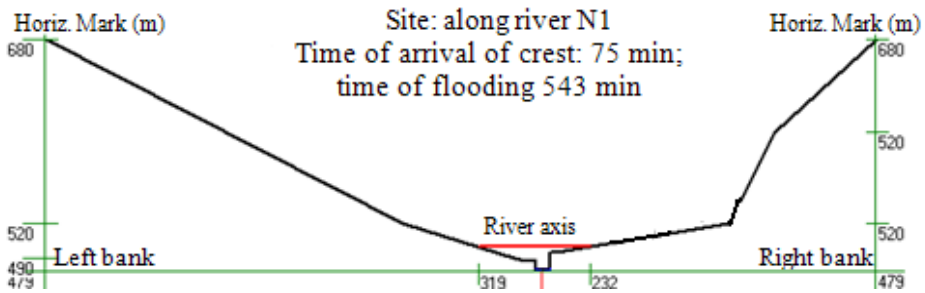 Horiz. Mark (m)
Site: along river N1
Horiz. Mark (m)
680
Time of arrival of crest: 75 min;
680
time of flooding 543 min
520
520
River axis
520
490
Left bank
Right bank
479
319
232
479